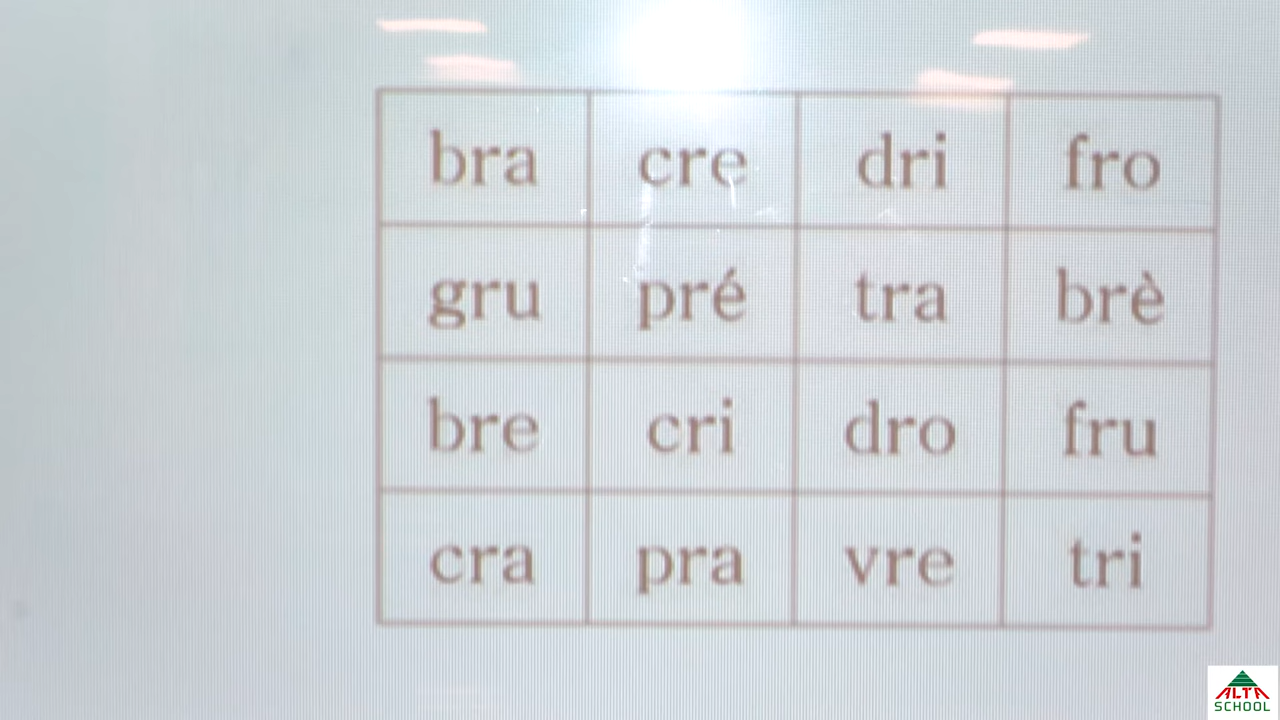 bra cre dri fro
gru pré tra brè
bre cri dro fru
cra pra vre tri
ALTA
SCHOOL